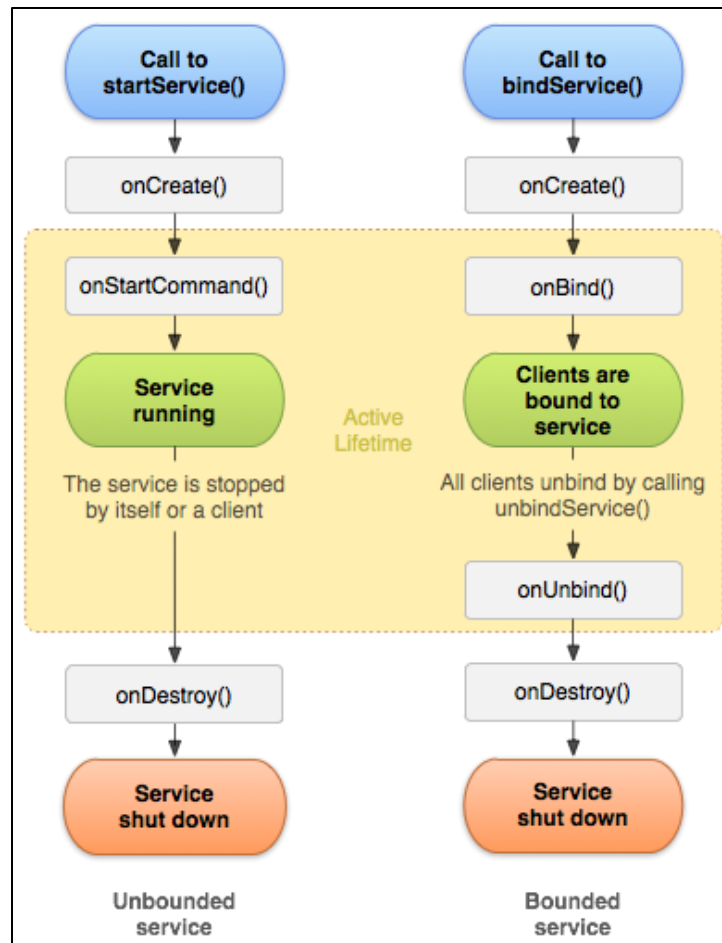 Call to
startService()
onCreate()
onStartCommand()
Service
running
The service is stopped
by itself or a client
onDestroy()
Service
shut down
Unbounded
service
Active
Lifetime
Call to
bindService()
onCreate()
onBind()
Clients are
bound to
service
All clients unbind by calling
unbindService()
onUnbind()
onDestroy()
Service
shut down
Bounded
service